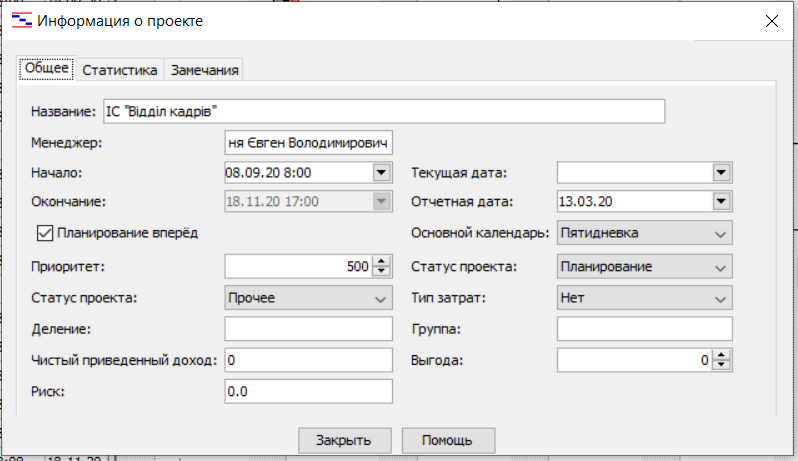 Информация о проекте
Общее Статистика Замечания
Название: ІС "Відділ кадрів"
Менеджер: ня Євген Володимирович
Начало: 08.09.20 8:00 Текущая дата:
Окончание: 18.11.20 17:00 Отчетная дата: 13.03.20
Планирование вперёд Основной календарь: Пятидневка
Приоритет: 500 Статус проекта: Планирование
Статус проекта: Прочее Тип затрат: Нет
Деление: Группа:
Чистый приведенный доход: 0 Выгода: 0
Риск: 0.0
Закрыть Помощь